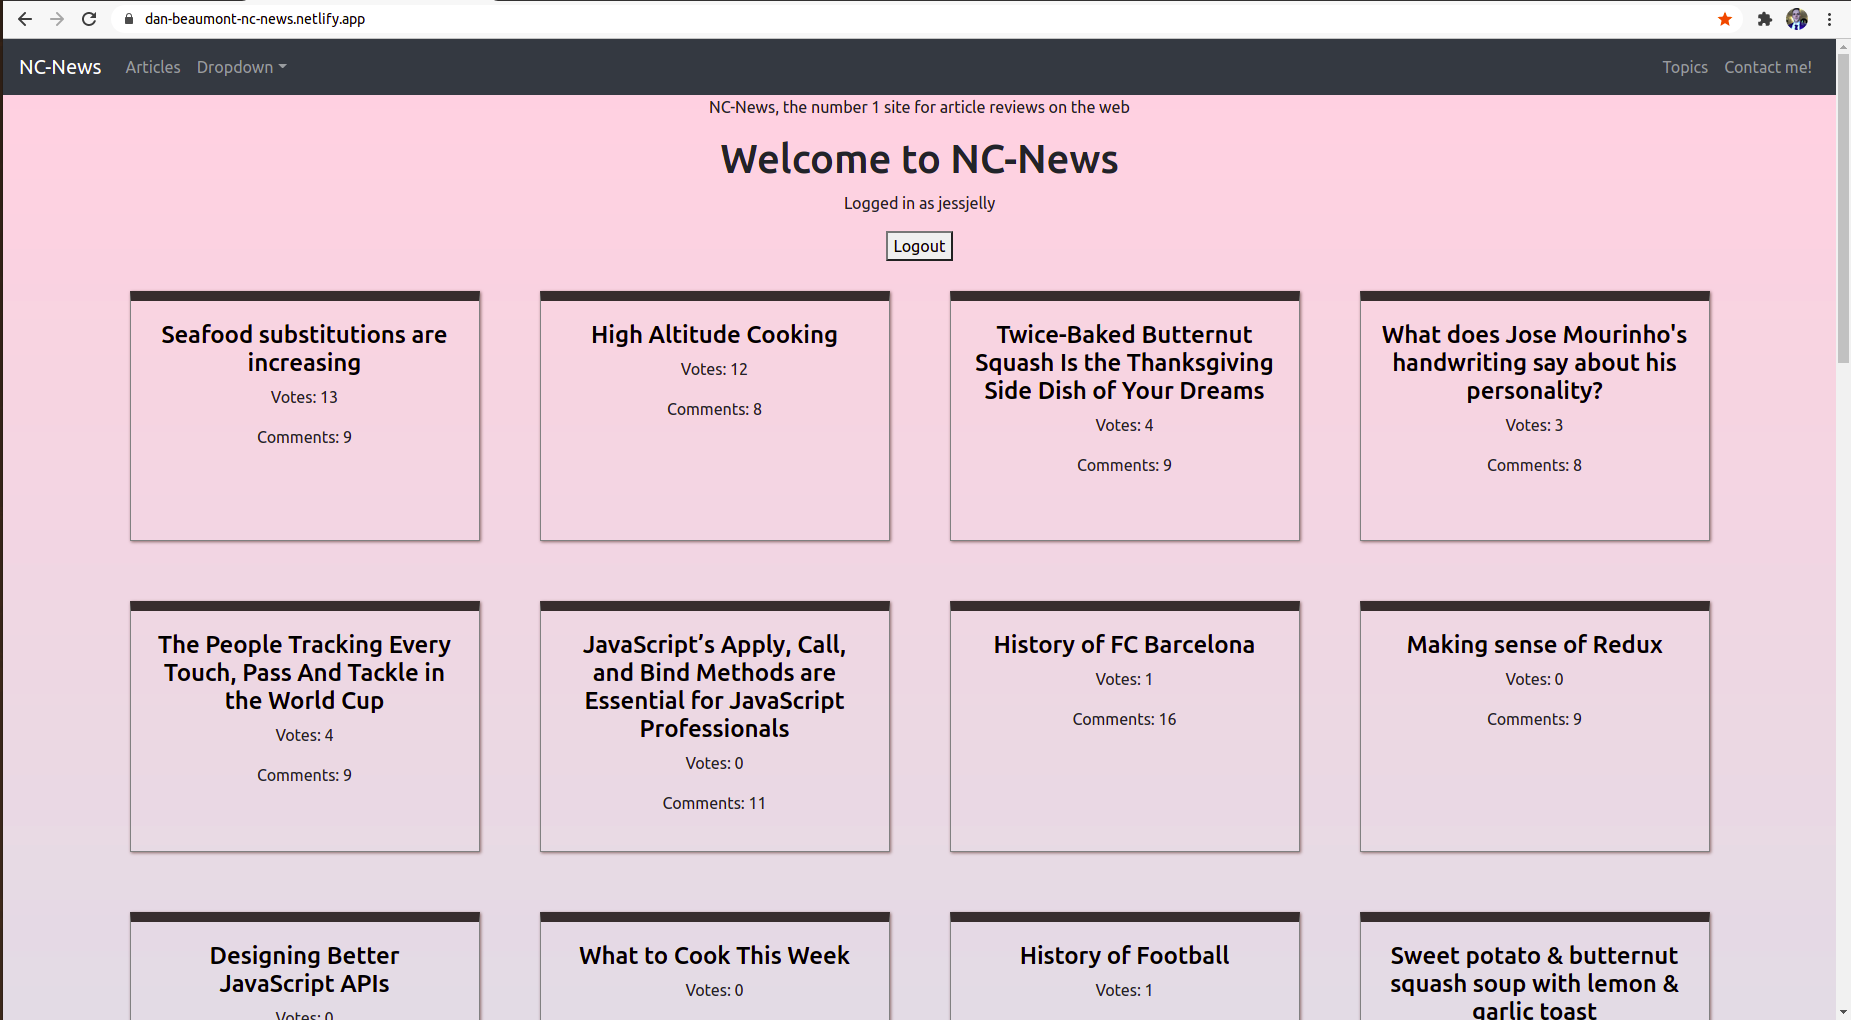 dan-beaumont-nc-news.netlify.app
NC-News Articles Dropdown Topics Contact me!
NC-News, the number 1 site for article reviews on the web
Welcome to NC-News
Logged in as jessjelly
Logout
Seafood substitutions are
increasing
Votes: 13
Comments: 9
High Altitude Cooking
Votes: 12
Comments: 8
Twice-Baked Butternut
Squash Is the Thanksgiving
Side Dish of Your Dreams
Votes: 4
Comments: 9
What does Jose Mourinho's
handwriting say about his
personality?
Votes: 3
Comments: 8
The People Tracking Every
Touch, Pass And Tackle in
the World Cup
Votes: 4
Comments: 9
JavaScript’s Apply, Call,
and Bind Methods are
Essential for JavaScript
Professionals
Votes: 0
Comments: 11
History of FC Barcelona
Votes: 1
Comments: 16
Making sense of Redux
Votes: 0
Comments: 9
Designing Better
JavaScript APIs
Votes: 0
What to Cook This Week
Votes: 0
History of Football
Votes: 1
Sweet potato & butternut
squash soup with lemon &
garlic toast